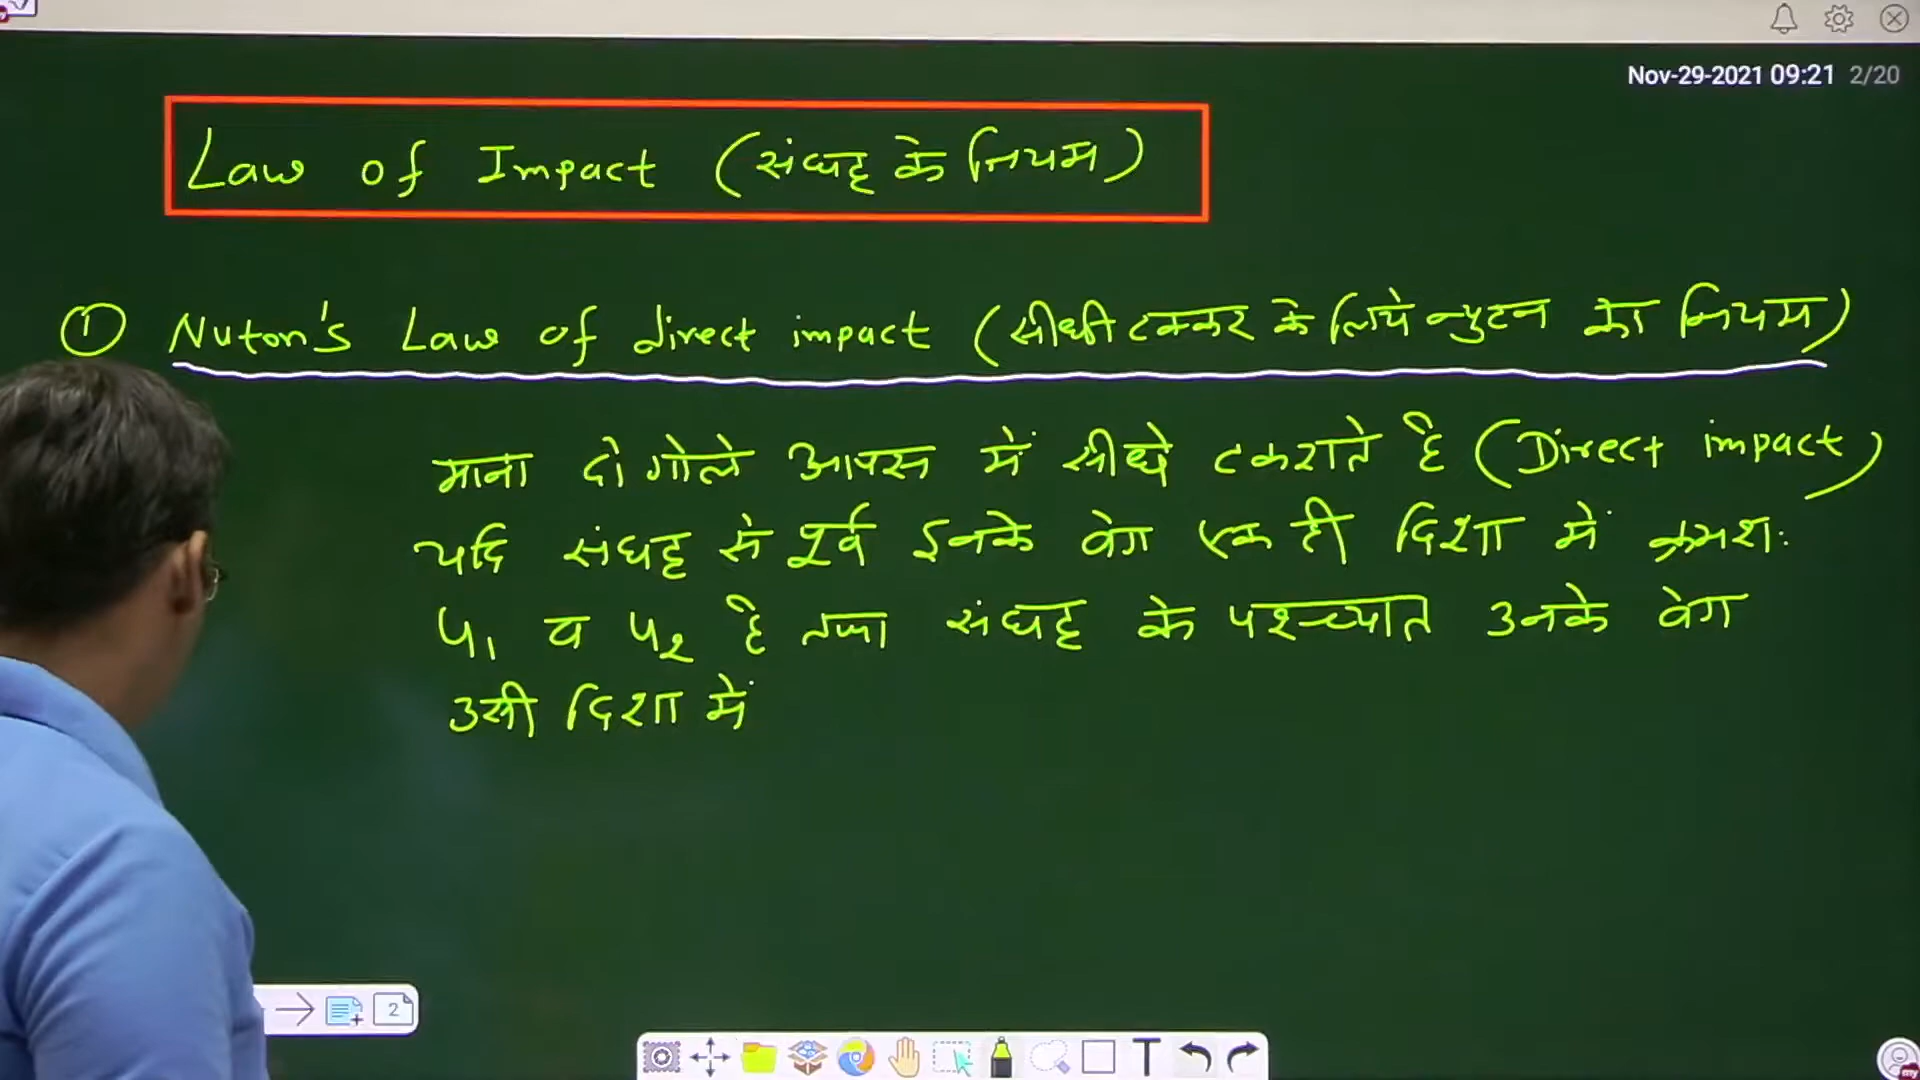 Nov-29-2021 09:21 2/20
Law of Impact (संघट्ट के नियम)
① Nuton's Law of direct impact (सीधी टक्कर के लिये न्युटन का नियम)
माना दो गोले आपस में सीधे टकराते है (Direct impact)
यदि संघट्ट से पूर्व इनके वेग एक ही दिशा में क्रमश:
u₁ व u₂ है तथा संघट्ट के पश्च्यात उनके वेग
उसी दिशा में
2
T